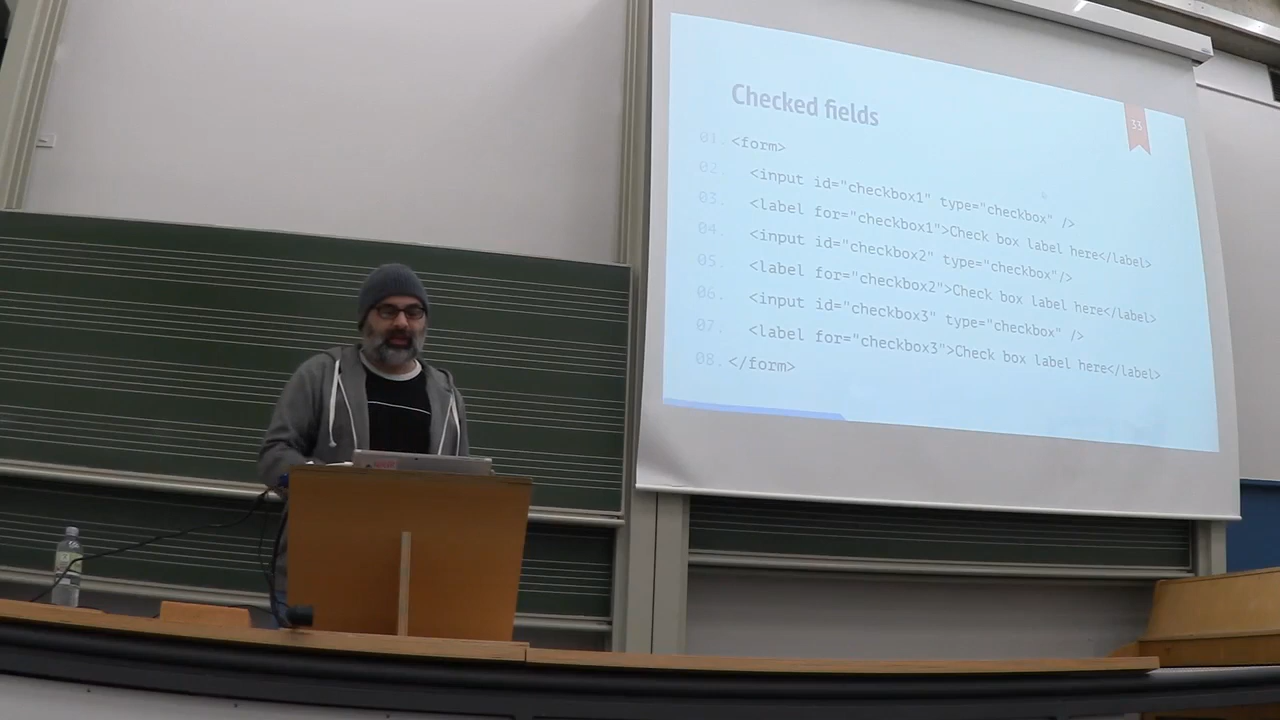 Checked fields
33
01. <form>
02. <input id="checkbox1" type="checkbox" />
03. <label for="checkbox1">Check box label here</label>
04. <input id="checkbox2" type="checkbox"/>
05. <label for="checkbox2">Check box label here</label>
06. <input id="checkbox3" type="checkbox" />
07. <label for="checkbox3">Check box label here</label>
08. </form>